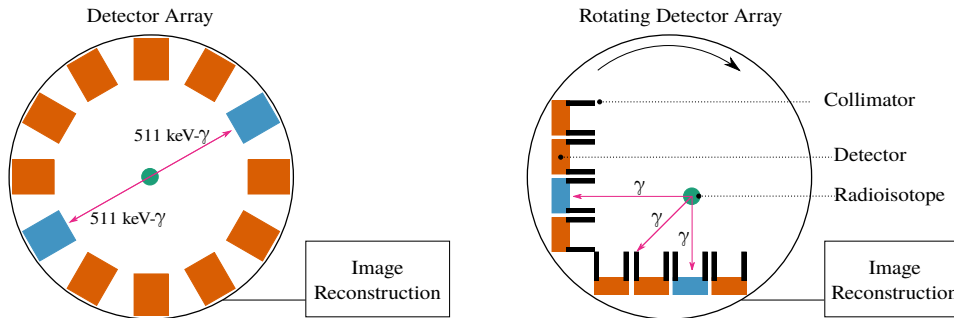 Detector Array
511 keV-γ
511 keV-γ
Image
Reconstruction
Rotating Detector Array
Collimator
Detector
Radioisotope
γ
γ
γ
Image
Reconstruction